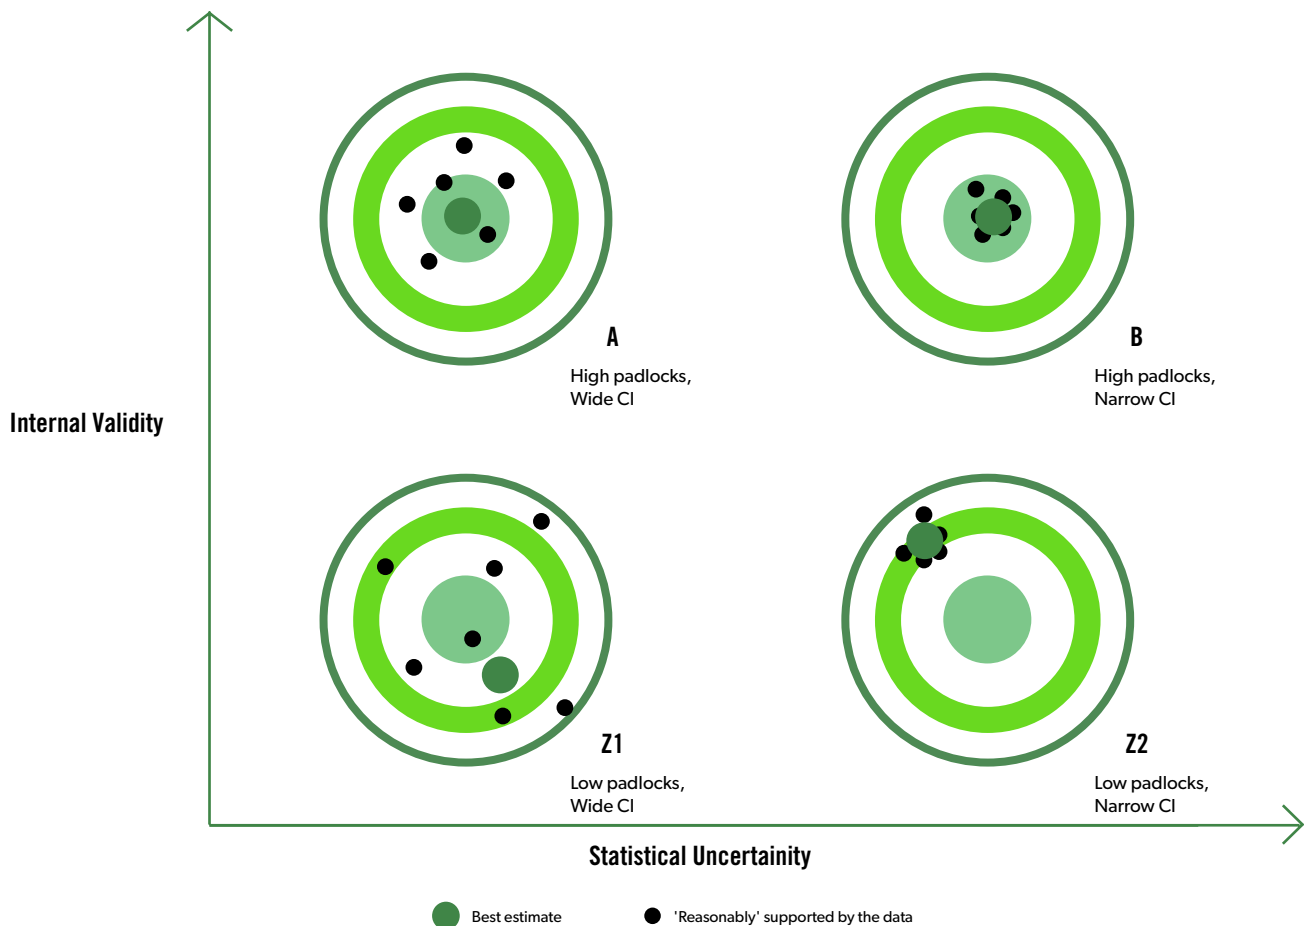 A
High padlocks,
Wide CI
B
High padlocks,
Narrow CI
Internal Validity
Z1
Low padlocks,
Wide CI
Z2
Low padlocks,
Narrow CI
Statistical Uncertainity
Best estimate
'Reasonably' supported by the data